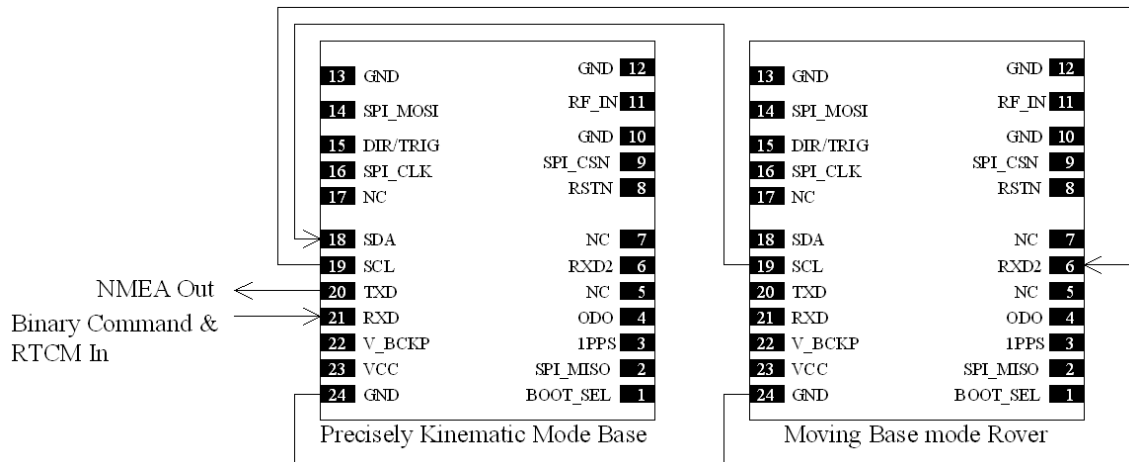 13 GND GND 12
14 SPI_MOSI RF_IN 11
15 DIR/TRIG GND 10
16 SPI_CLK SPI_CSN 9
17 NC RSTN 8
18 SDA NC 7
19 SCL RXD2 6
20 TXD NC 5
21 RXD ODO 4
22 V_BCKP 1PPS 3
23 VCC SPI_MISO 2
24 GND BOOT_SEL 1
Precisely Kinematic Mode Base
NMEA Out
Binary Command &
RTCM In
13 GND GND 12
14 SPI_MOSI RF_IN 11
15 DIR/TRIG GND 10
16 SPI_CLK SPI_CSN 9
17 NC RSTN 8
18 SDA NC 7
19 SCL RXD2 6
20 TXD NC 5
21 RXD ODO 4
22 V_BCKP 1PPS 3
23 VCC SPI_MISO 2
24 GND BOOT_SEL 1
Moving Base mode Rover